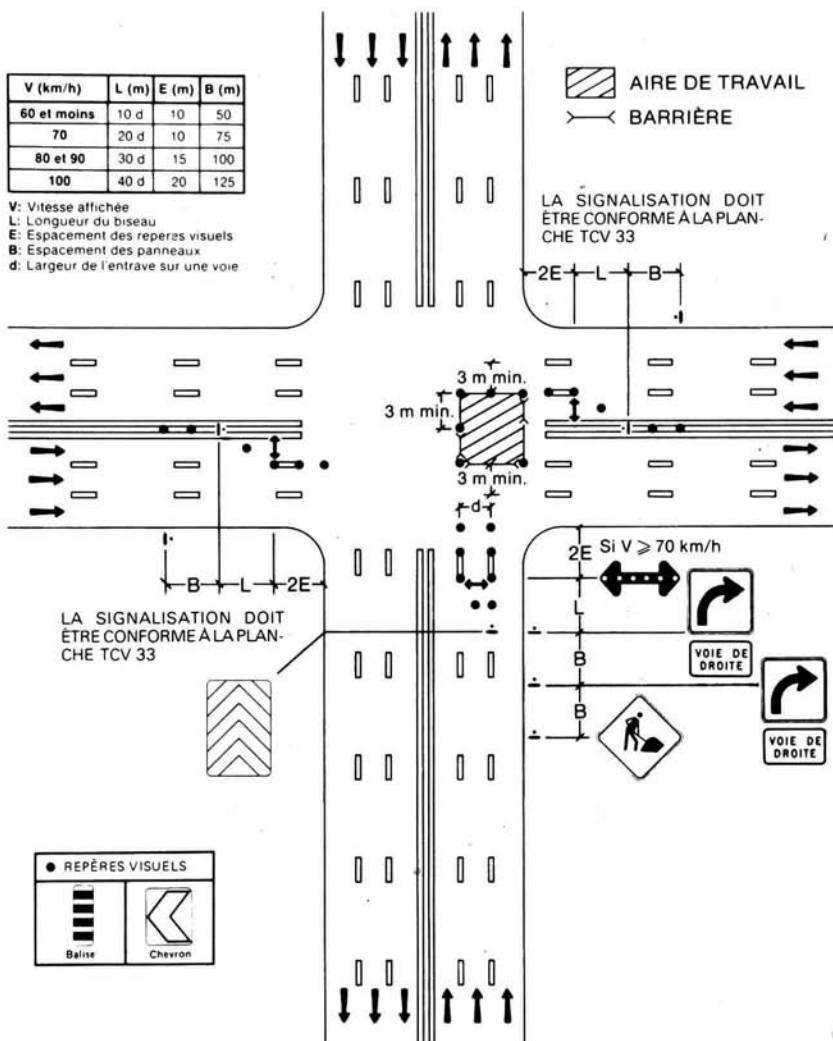 V (km/h) L (m) E (m) B (m)
60 et moins 10 d 10 50
70 20 d 10 75
80 et 90 30 d 15 100
100 40 d 20 125
V: Vitesse affichée
L: Longueur du biseau
E: Espacement des repères visuels
B: Espacement des panneaux
d: Largeur de l'entrave sur une voie
AIRE DE TRAVAIL
BARRIÈRE
LA SIGNALISATION DOIT
ÊTRE CONFORME À LA PLAN-
CHE TCV 33
2E L B
3 m min.
3 m min.
3 m min.
d
B L 2E
LA SIGNALISATION DOIT
ÊTRE CONFORME À LA PLAN-
CHE TCV 33
2E Si V ⩾ 70 km/h
L
VOIE DE
DROITE
B
B
VOIE DE
DROITE
REPÈRES VISUELS
Balise Chevron